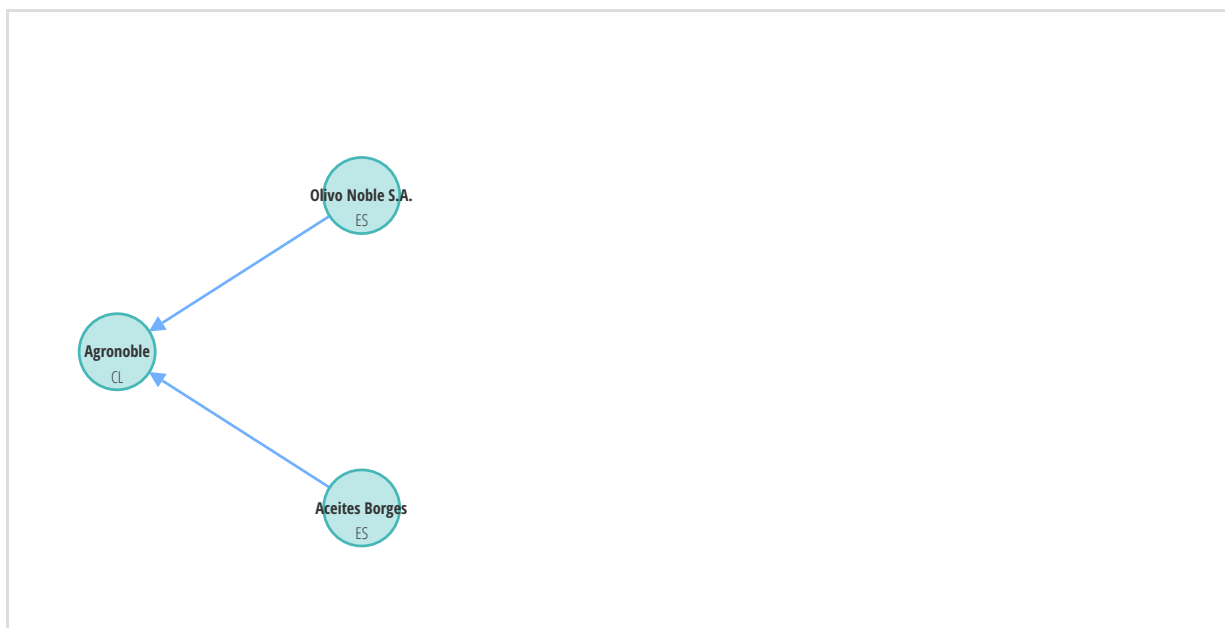 Olivo Noble S.A.
ES
Agronoble
CL
Aceites Borges
ES